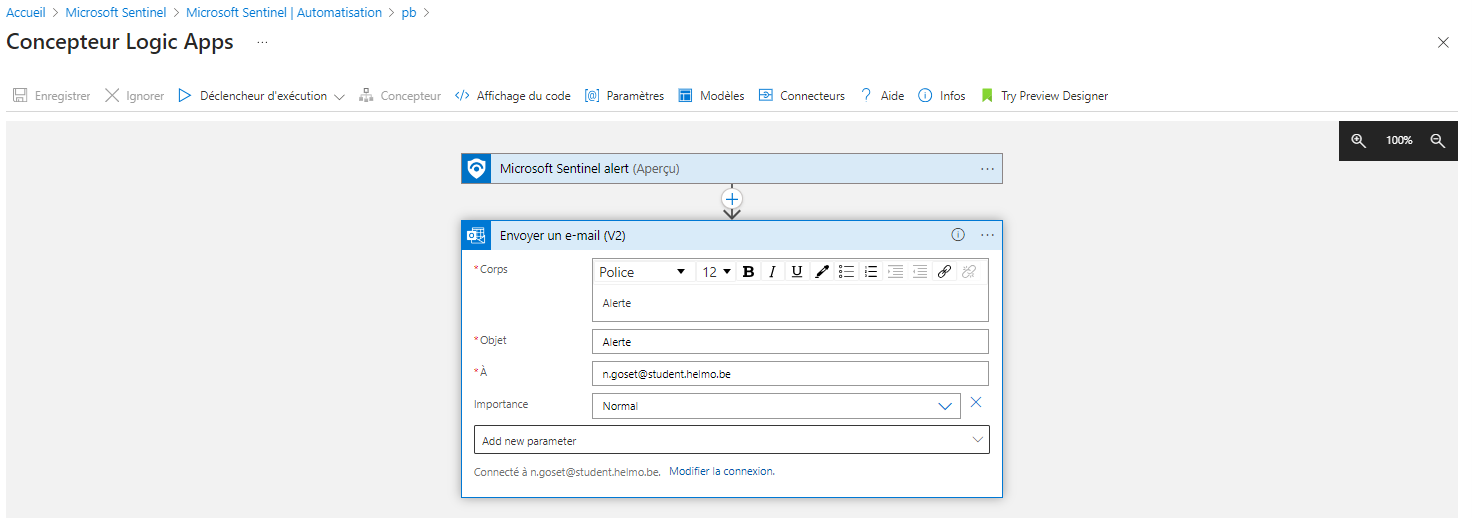 Accueil > Microsoft Sentinel > Microsoft Sentinel | Automatisation > pb >
Concepteur Logic Apps ...
Enregistrer Ignorer Déclencheur d'exécution Concepteur </> Affichage du code [@] Paramètres Modèles Connecteurs ? Aide Infos Try Preview Designer
100%
Microsoft Sentinel alert (Aperçu) ...
Envoyer un e-mail (V2) ...
*Corps
Police 12 B I U
Alerte
*Objet Alerte
*À n.goset@student.helmo.be
Importance Normal
Add new parameter
Connecté à n.goset@student.helmo.be. Modifier la connexion.